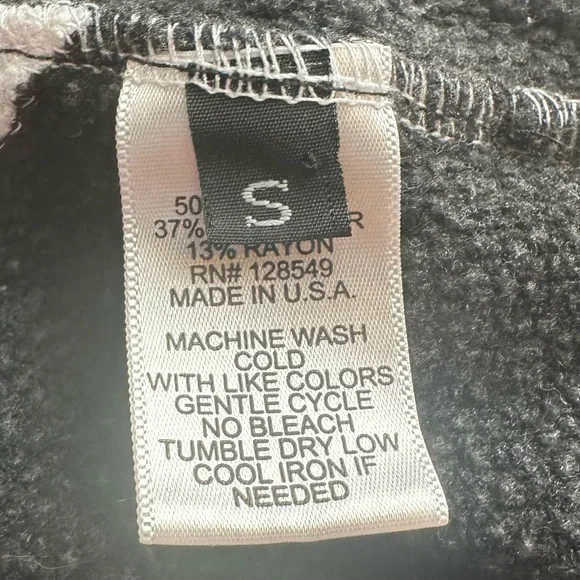 S
50
37% R
13% RAYON
RN# 128549
MADE IN U.S.A.
MACHINE WASH
COLD
WITH LIKE COLORS
GENTLE CYCLE
NO BLEACH
TUMBLE DRY LOW
COOL IRON IF
NEEDED